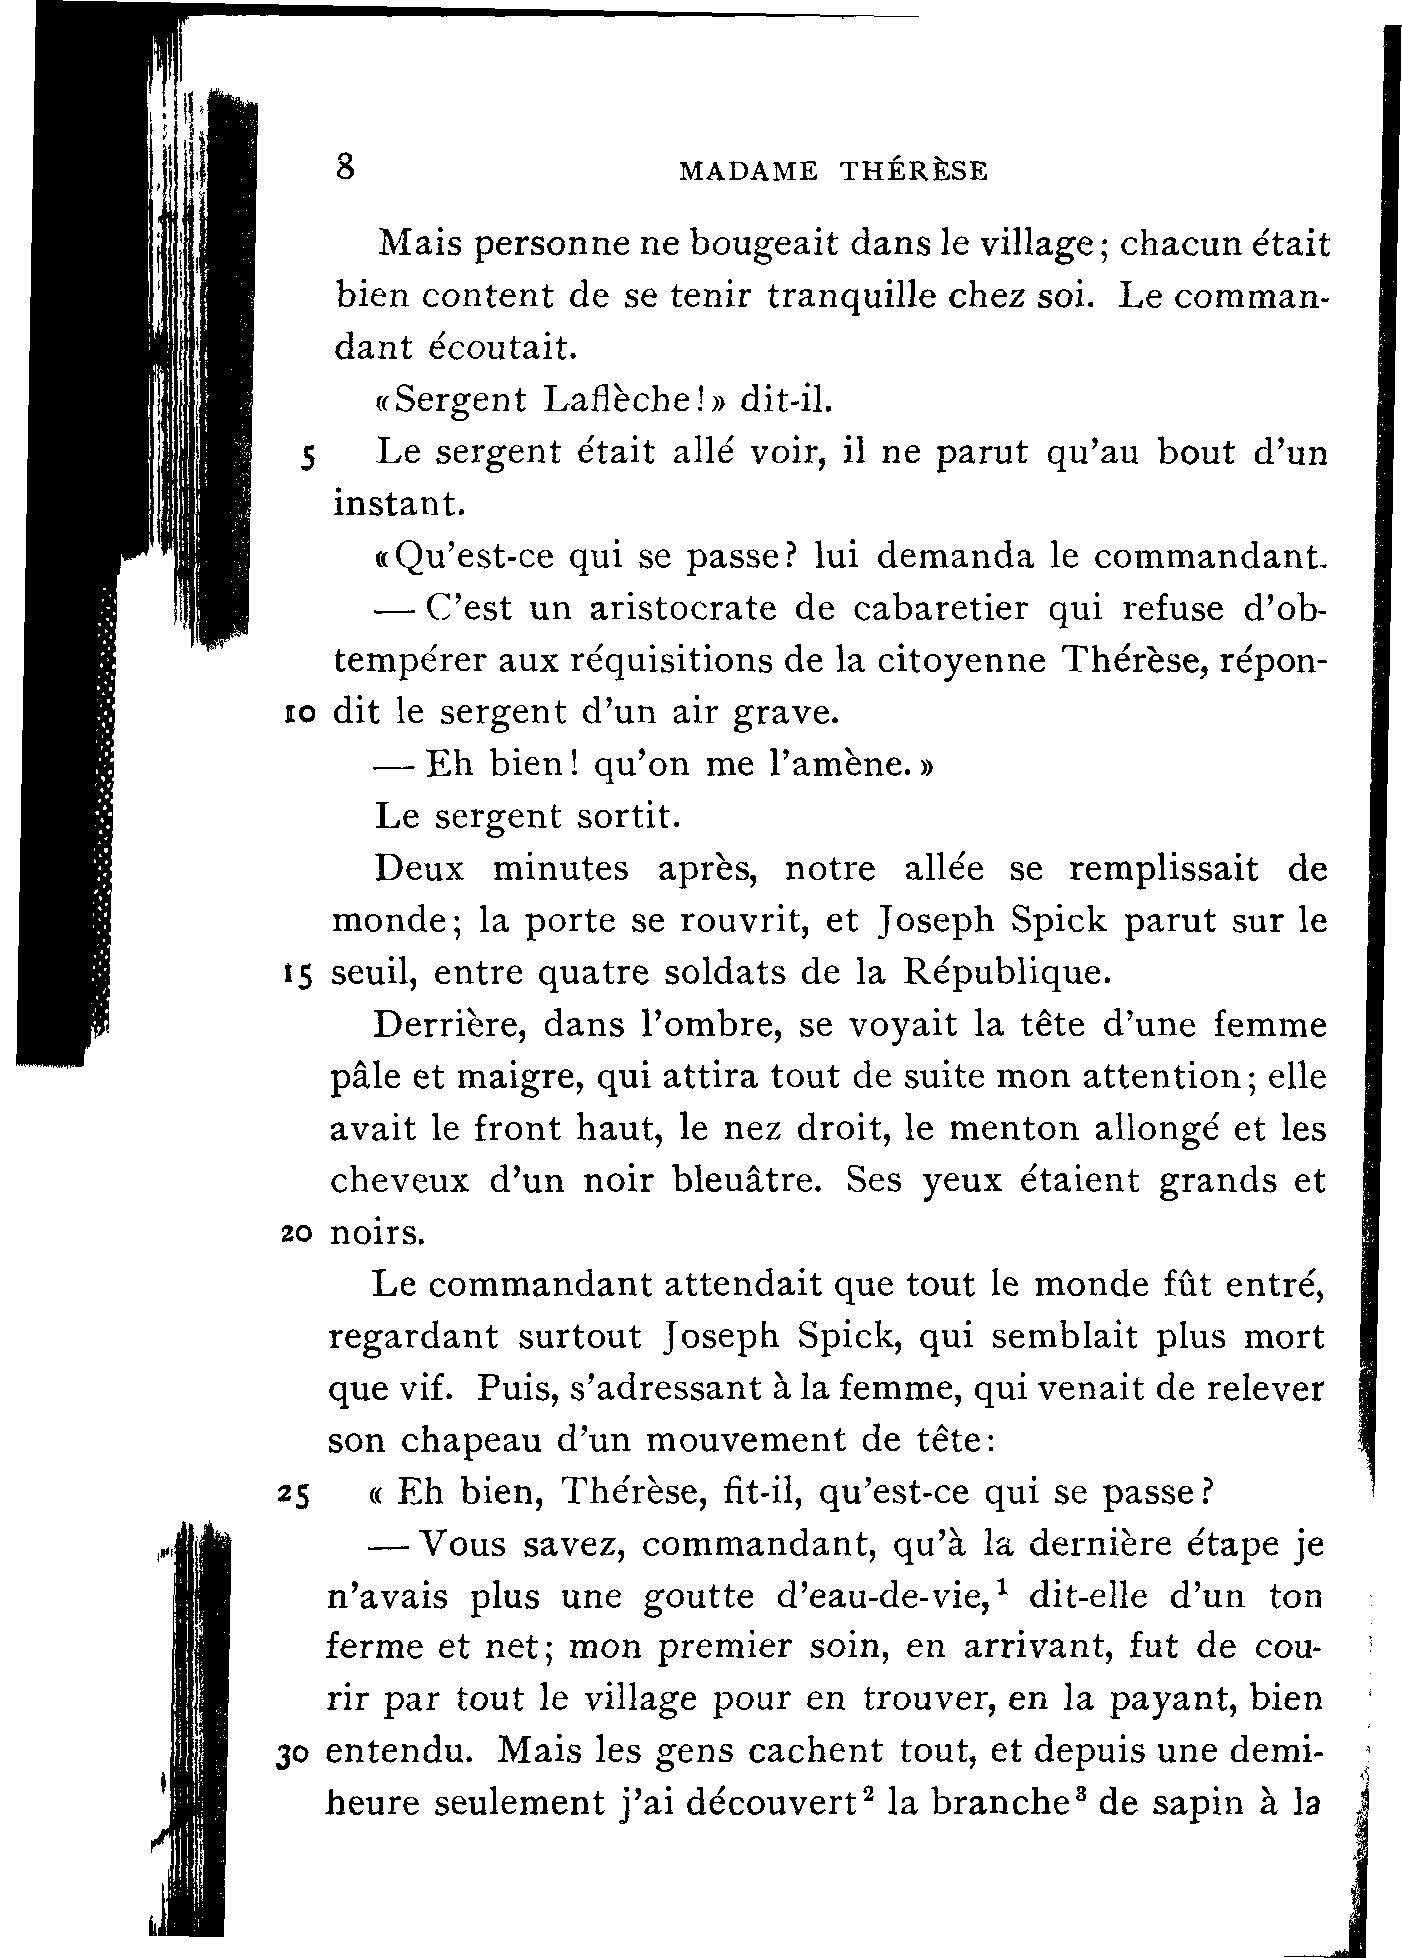 8 MADAME THÉRÈSE
Mais personne ne bougeait dans le village; chacun était
bien content de se tenir tranquille chez soi. Le comman-
dant écoutait.
«Sergent Laflèche!» dit-il.
5 Le sergent était allé voir, il ne parut qu'au bout d'un
instant.
«Qu'est-ce qui se passe? lui demanda le commandant.
— C'est un aristocrate de cabaretier qui refuse d'ob-
tempérer aux réquisitions de la citoyenne Thérèse, répon-
10 dit le sergent d'un air grave.
— Eh bien! qu'on me l'amène.»
Le sergent sortit.
Deux minutes après, notre allée se remplissait de
monde; la porte se rouvrit, et Joseph Spick parut sur le
15 seuil, entre quatre soldats de la République.
Derrière, dans l'ombre, se voyait la tête d'une femme
pâle et maigre, qui attira tout de suite mon attention; elle
avait le front haut, le nez droit, le menton allongé et les
cheveux d'un noir bleuâtre. Ses yeux étaient grands et
20 noirs.
Le commandant attendait que tout le monde fût entré,
regardant surtout Joseph Spick, qui semblait plus mort
que vif. Puis, s'adressant à la femme, qui venait de relever
son chapeau d'un mouvement de tête:
25 « Eh bien, Thérèse, fit-il, qu'est-ce qui se passe?
— Vous savez, commandant, qu'à la dernière étape je
n'avais plus une goutte d'eau-de-vie,¹ dit-elle d'un ton
ferme et net; mon premier soin, en arrivant, fut de cou-
rir par tout le village pour en trouver, en la payant, bien
30 entendu. Mais les gens cachent tout, et depuis une demi-
heure seulement j'ai découvert² la branche³ de sapin à la